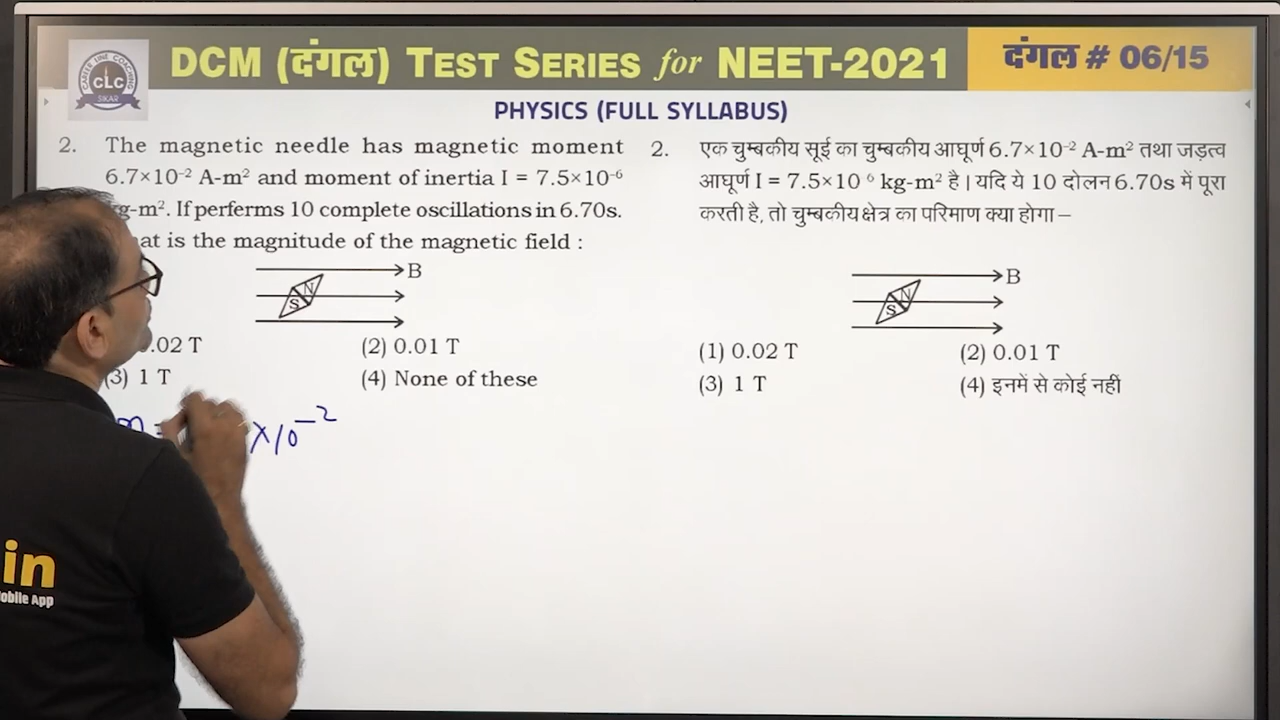 DCM (दंगल) TEST SERIES for NEET-2021
दंगल # 06/15
CLC
SIKAR
PHYSICS (FULL SYLLABUS)
2. The magnetic needle has magnetic moment
6.7×10⁻² A-m² and moment of inertia I = 7.5×10⁻⁶
g-m². If perferms 10 complete oscillations in 6.70s.
at is the magnitude of the magnetic field :
B
N
S
.02 T
(2) 0.01 T
(3) 1 T
(4) None of these
×10⁻²
2. एक चुम्बकीय सूई का चुम्बकीय आघूर्ण 6.7×10⁻² A-m² तथा जड़त्व
आघूर्ण I = 7.5×10 ⁶ kg-m² है। यदि ये 10 दोलन 6.70s में पूरा
करती है, तो चुम्बकीय क्षेत्र का परिमाण क्या होगा –
B
N
S
(1) 0.02 T
(2) 0.01 T
(3) 1 T
(4) इनमें से कोई नहीं
in
obile App